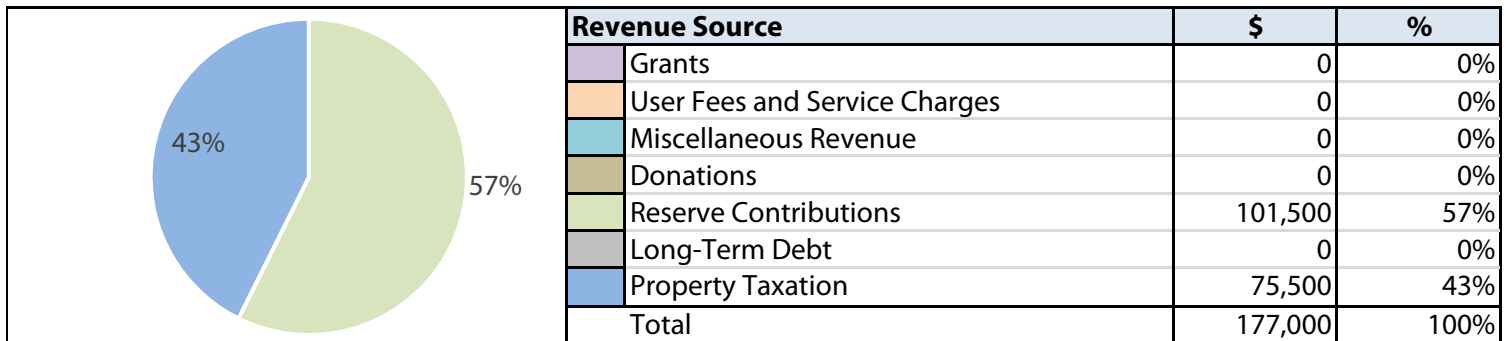 43%
57%
Revenue Source $ %
Grants 0 0%
User Fees and Service Charges 0 0%
Miscellaneous Revenue 0 0%
Donations 0 0%
Reserve Contributions 101,500 57%
Long-Term Debt 0 0%
Property Taxation 75,500 43%
Total 177,000 100%